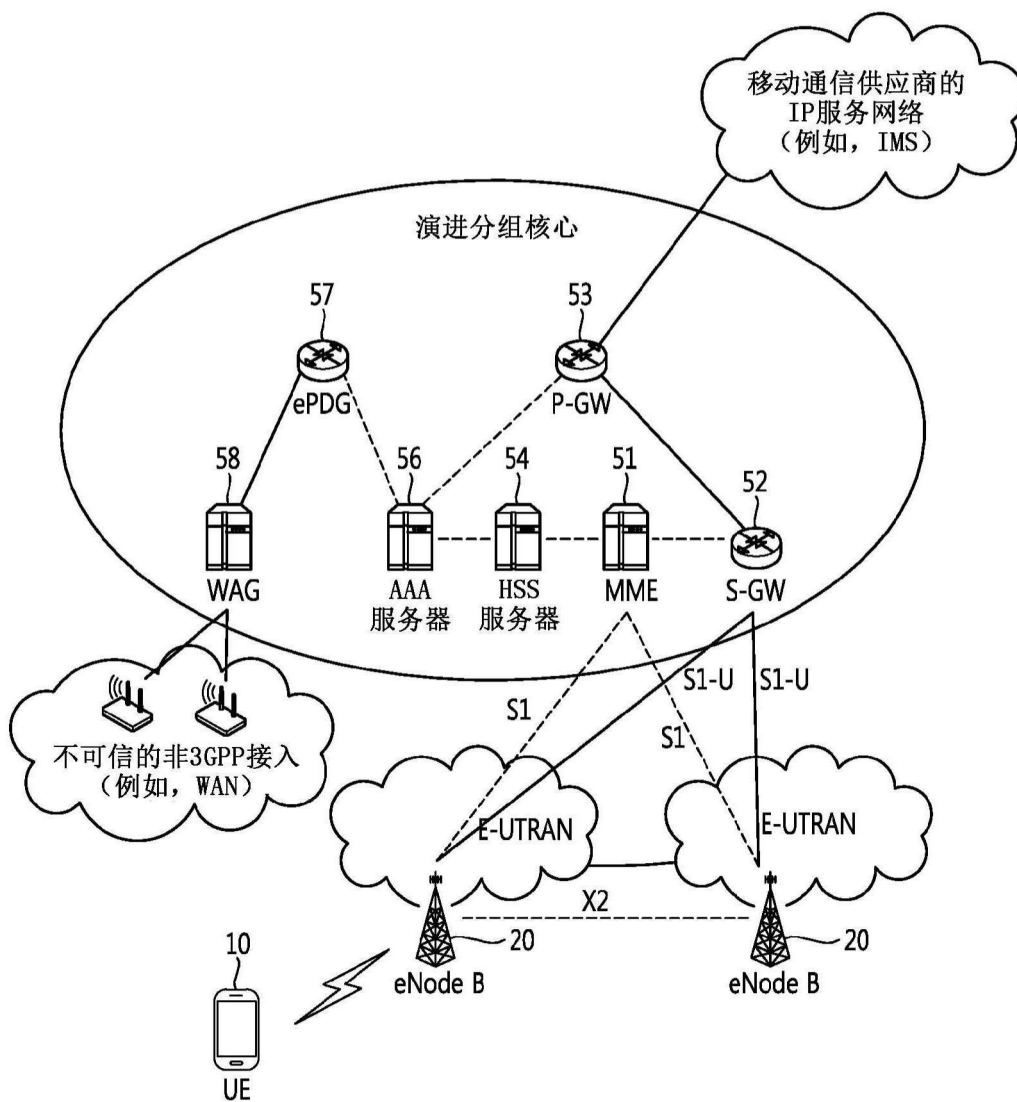 移动通信供应商的
IP服务网络
（例如，IMS）
演进分组核心
57
53
ePDG
P-GW
58
56
54
51
52
WAG
AAA
服务器
HSS
服务器
MME
S-GW
S1
S1-U
S1-U
S1
不可信的非3GPP接入
（例如，WAN）
E-UTRAN
E-UTRAN
X2
20
20
eNode B
eNode B
10
UE